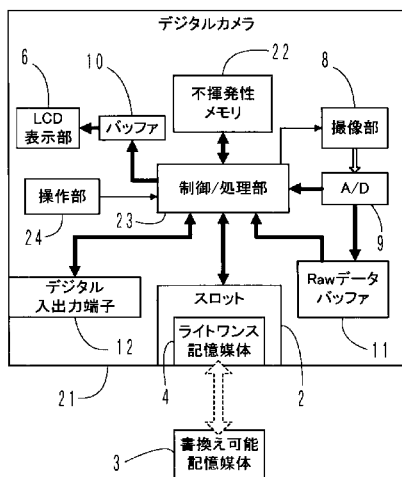 デジタルカメラ
6
10
22
8
LCD
表示部
バッファ
不揮発性
メモリ
撮像部
操作部
制御/処理部
A/D
24
23
9
デジタル
入出力端子
スロット
ライトワンス
記憶媒体
Rawデータ
バッファ
12
11
21
4
2
書換え可能
記憶媒体
3